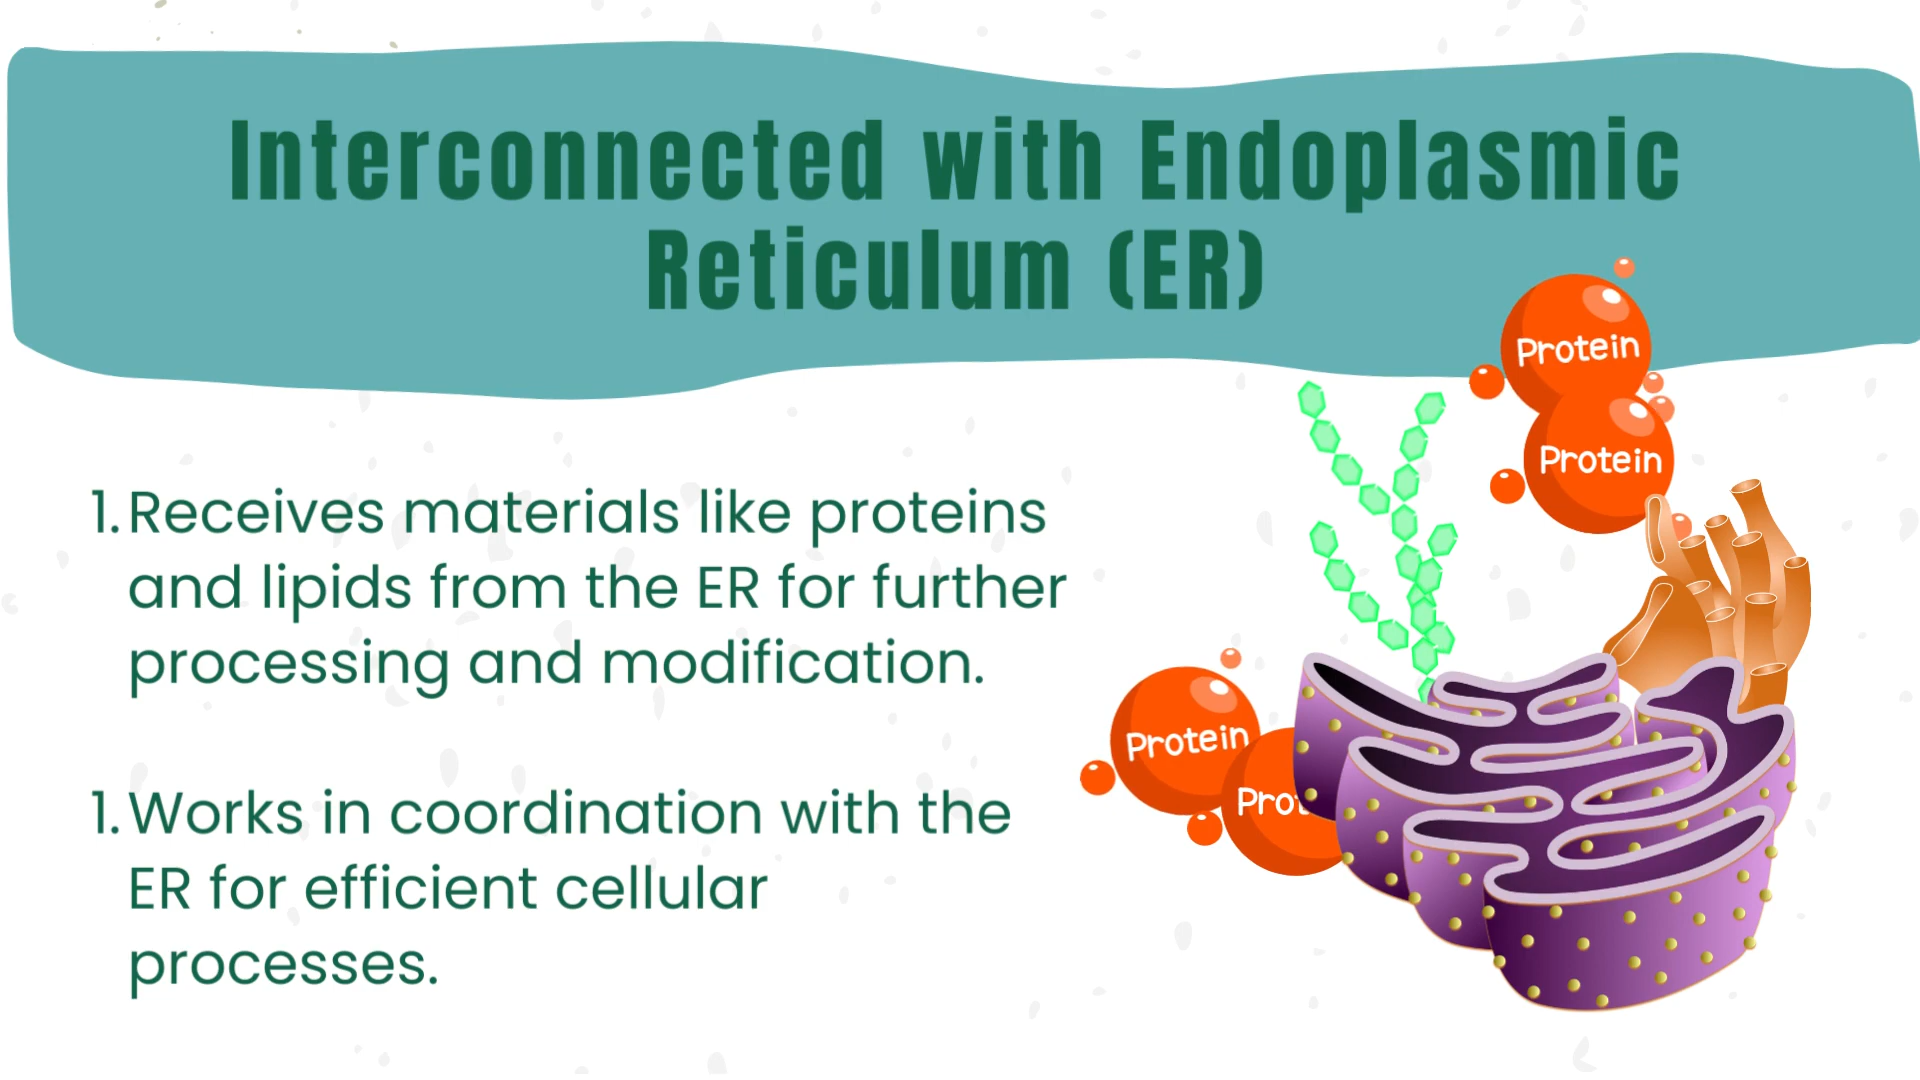 Interconnected with Endoplasmic
Reticulum (ER)
Protein
Protein
1. Receives materials like proteins
and lipids from the ER for further
processing and modification.
Protein
1. Works in coordination with the
ER for efficient cellular
processes.